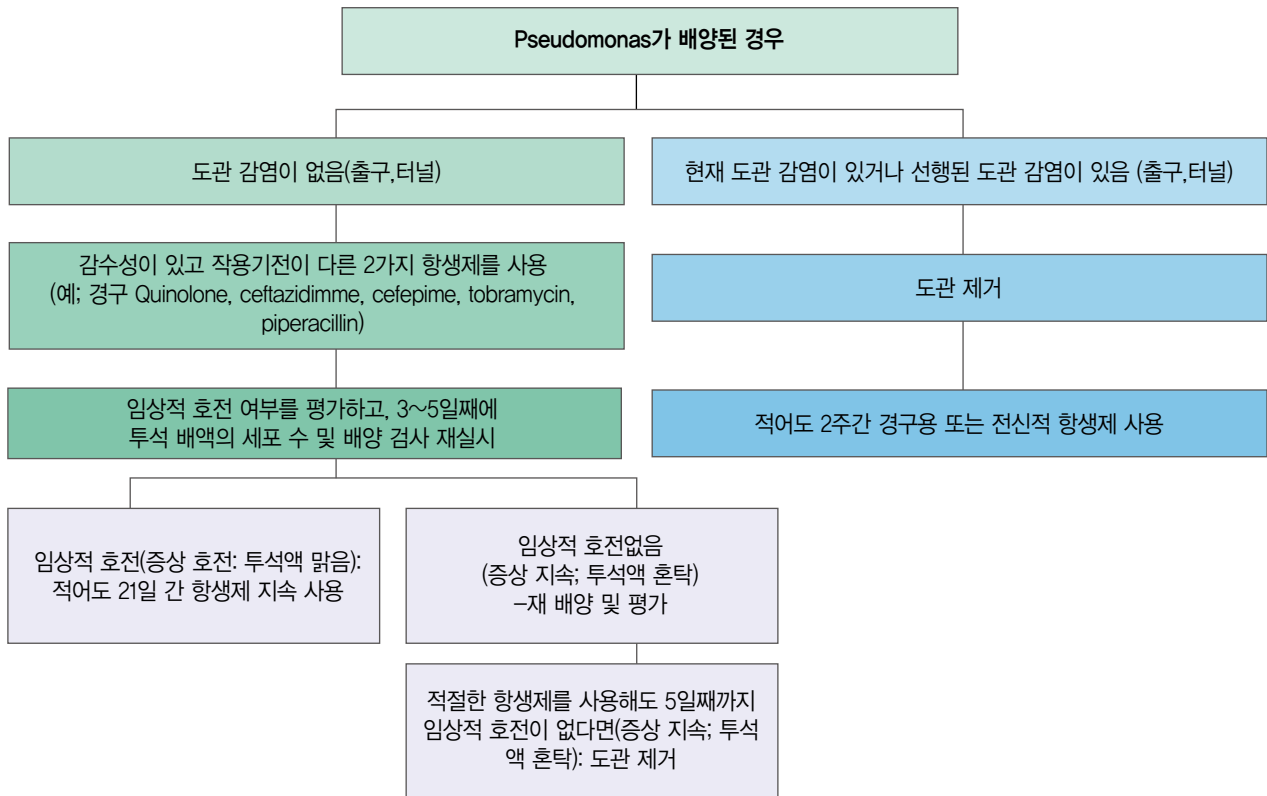 Pseudomonas가 배양된 경우
도관 감염이 없음(출구,터널)
현재 도관 감염이 있거나 선행된 도관 감염이 있음 (출구,터널)
감수성이 있고 작용기전이 다른 2가지 항생제를 사용
(예; 경구 Quinolone, ceftazidimme, cefepime, tobramycin,
piperacillin)
도관 제거
임상적 호전 여부를 평가하고, 3~5일째에
투석 배액의 세포 수 및 배양 검사 재실시
적어도 2주간 경구용 또는 전신적 항생제 사용
임상적 호전(증상 호전: 투석액 맑음):
적어도 21일 간 항생제 지속 사용
임상적 호전없음
(증상 지속; 투석액 혼탁)
–재 배양 및 평가
적절한 항생제를 사용해도 5일째까지
임상적 호전이 없다면(증상 지속; 투석
액 혼탁): 도관 제거